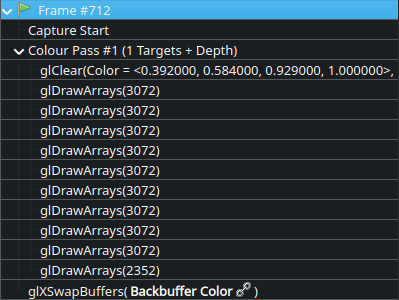 Frame #712
Capture Start
Colour Pass #1 (1 Targets + Depth)
glClear(Color = <0.392000, 0.584000, 0.929000, 1.000000>,
glDrawArrays(3072)
glDrawArrays(3072)
glDrawArrays(3072)
glDrawArrays(3072)
glDrawArrays(3072)
glDrawArrays(3072)
glDrawArrays(3072)
glDrawArrays(3072)
glDrawArrays(3072)
glDrawArrays(2352)
glXSwapBuffers( Backbuffer Color )